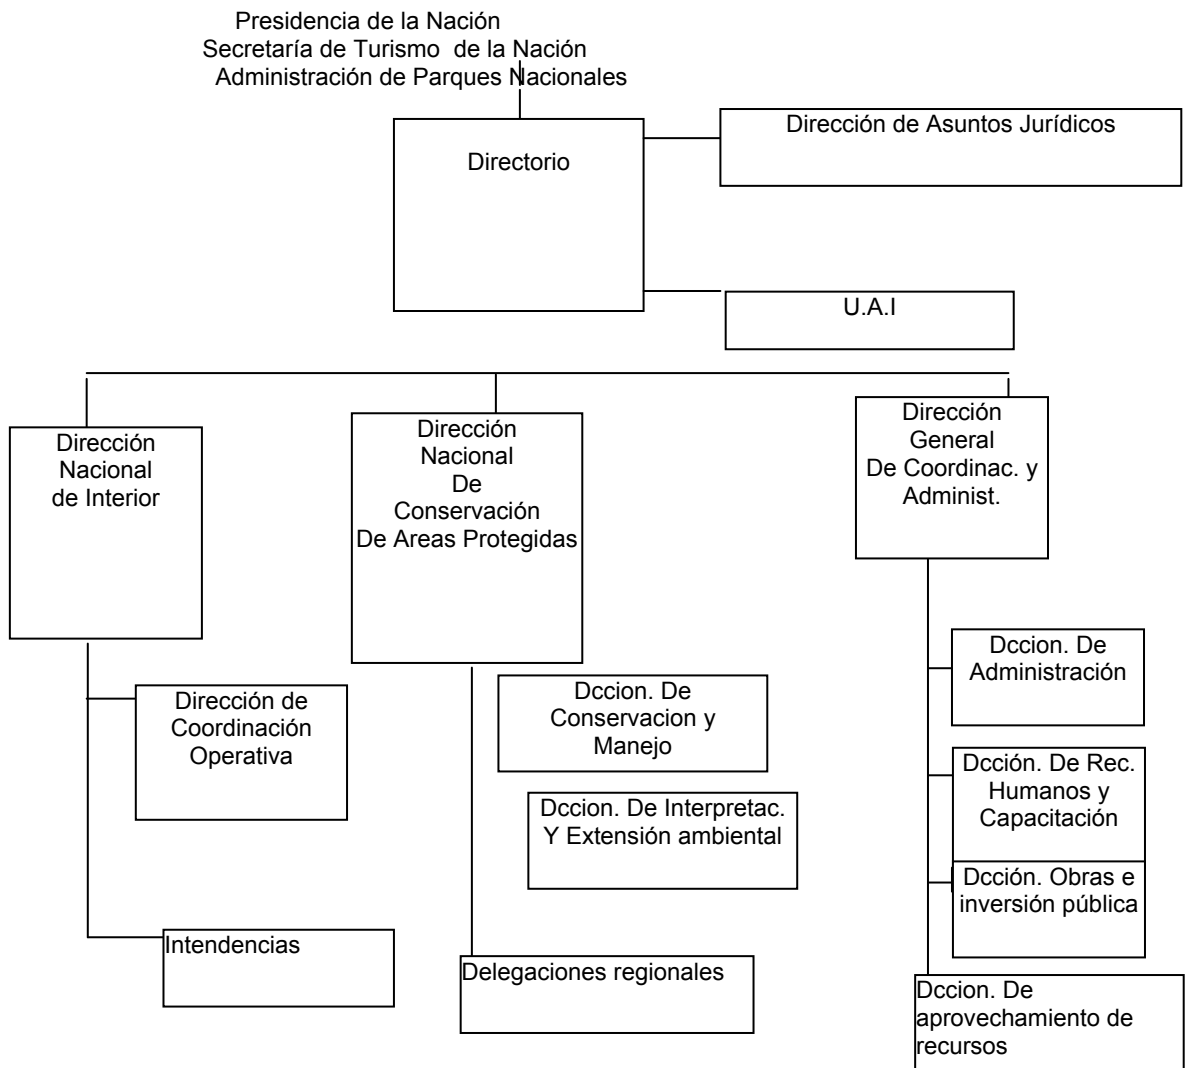 Presidencia de la Nación
Secretaría de Turismo de la Nación
Administración de Parques Nacionales
Directorio
Dirección de Asuntos Jurídicos
U.A.I
Dirección
Nacional
de Interior
Dirección
Nacional
De
Conservación
De Areas Protegidas
Dirección
General
De Coordinac. y
Administ.
Dirección de
Coordinación
Operativa
Intendencias
Dccion. De
Conservacion y
Manejo
Dccion. De Interpretac.
Y Extensión ambiental
Delegaciones regionales
Dccion. De
Administración
Dcción. De Rec.
Humanos y
Capacitación
Dcción. Obras e
inversión pública
Dccion. De
aprovechamiento de
recursos